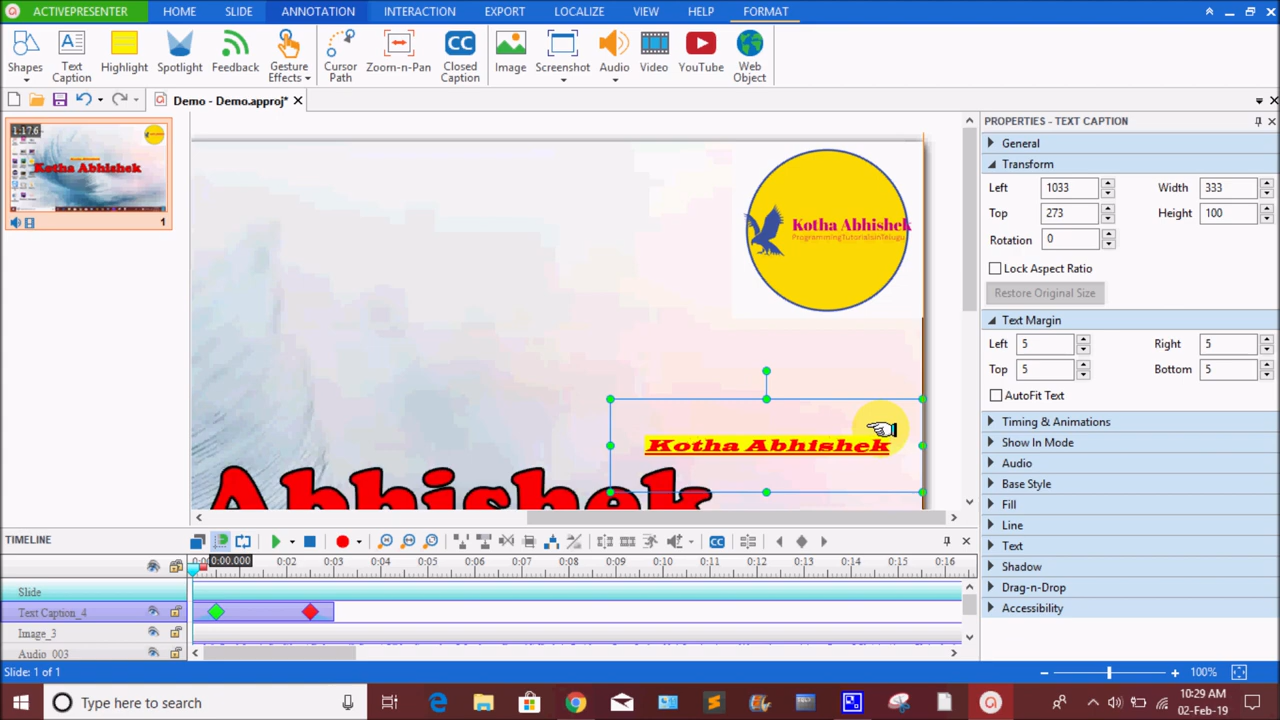 ACTIVEPRESENTER HOME SLIDE ANNOTATION INTERACTION EXPORT LOCALIZE VIEW HELP FORMAT
Shapes Text Caption Highlight Spotlight Feedback Gesture Effects Cursor Path Zoom-n-Pan Closed Caption Image Screenshot Audio Video YouTube Web Object
Demo - Demo.approj*
PROPERTIES - TEXT CAPTION
1:17.6
Kotha Abhishek
1
General
Transform
Left 1033 Width 333
Top 273 Height 100
Rotation 0
Lock Aspect Ratio
Restore Original Size
Text Margin
Left 5 Right 5
Top 5 Bottom 5
AutoFit Text
Timing & Animations
Show In Mode
Audio
Base Style
Fill
Line
Text
Shadow
Drag-n-Drop
Accessibility
Kotha Abhishek
ProgrammingTutorialsinTelugu
Kotha Abhishek
Abhishek
TIMELINE
CC
0:00.000 0:02 0:03 0:04 0:05 0:06 0:07 0:08 0:09 0:10 0:11 0:12 0:13 0:14 0:15 0:16
Slide
Text Caption_4
Image_3
Audio_003
Slide: 1 of 1
100%
Type here to search
10:29 AM
02-Feb-19